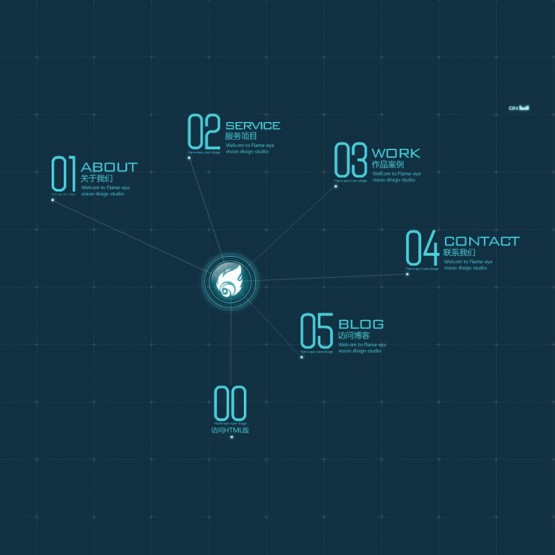 ON
02
SERVICE
服务项目
Welcom to Flame-eye
vision disign studio
01
ABOUT
关于我们
Welcom to Flame-eye
vision disign studio
03
WORK
作品案例
Welcom to Flame-eye
vision disign studio
04
CONTACT
联系我们
Welcom to Flame-eye
vision disign studio
05
BLOG
访问博客
Welcom to Flame-eye
vision disign studio
00
访问HTML版